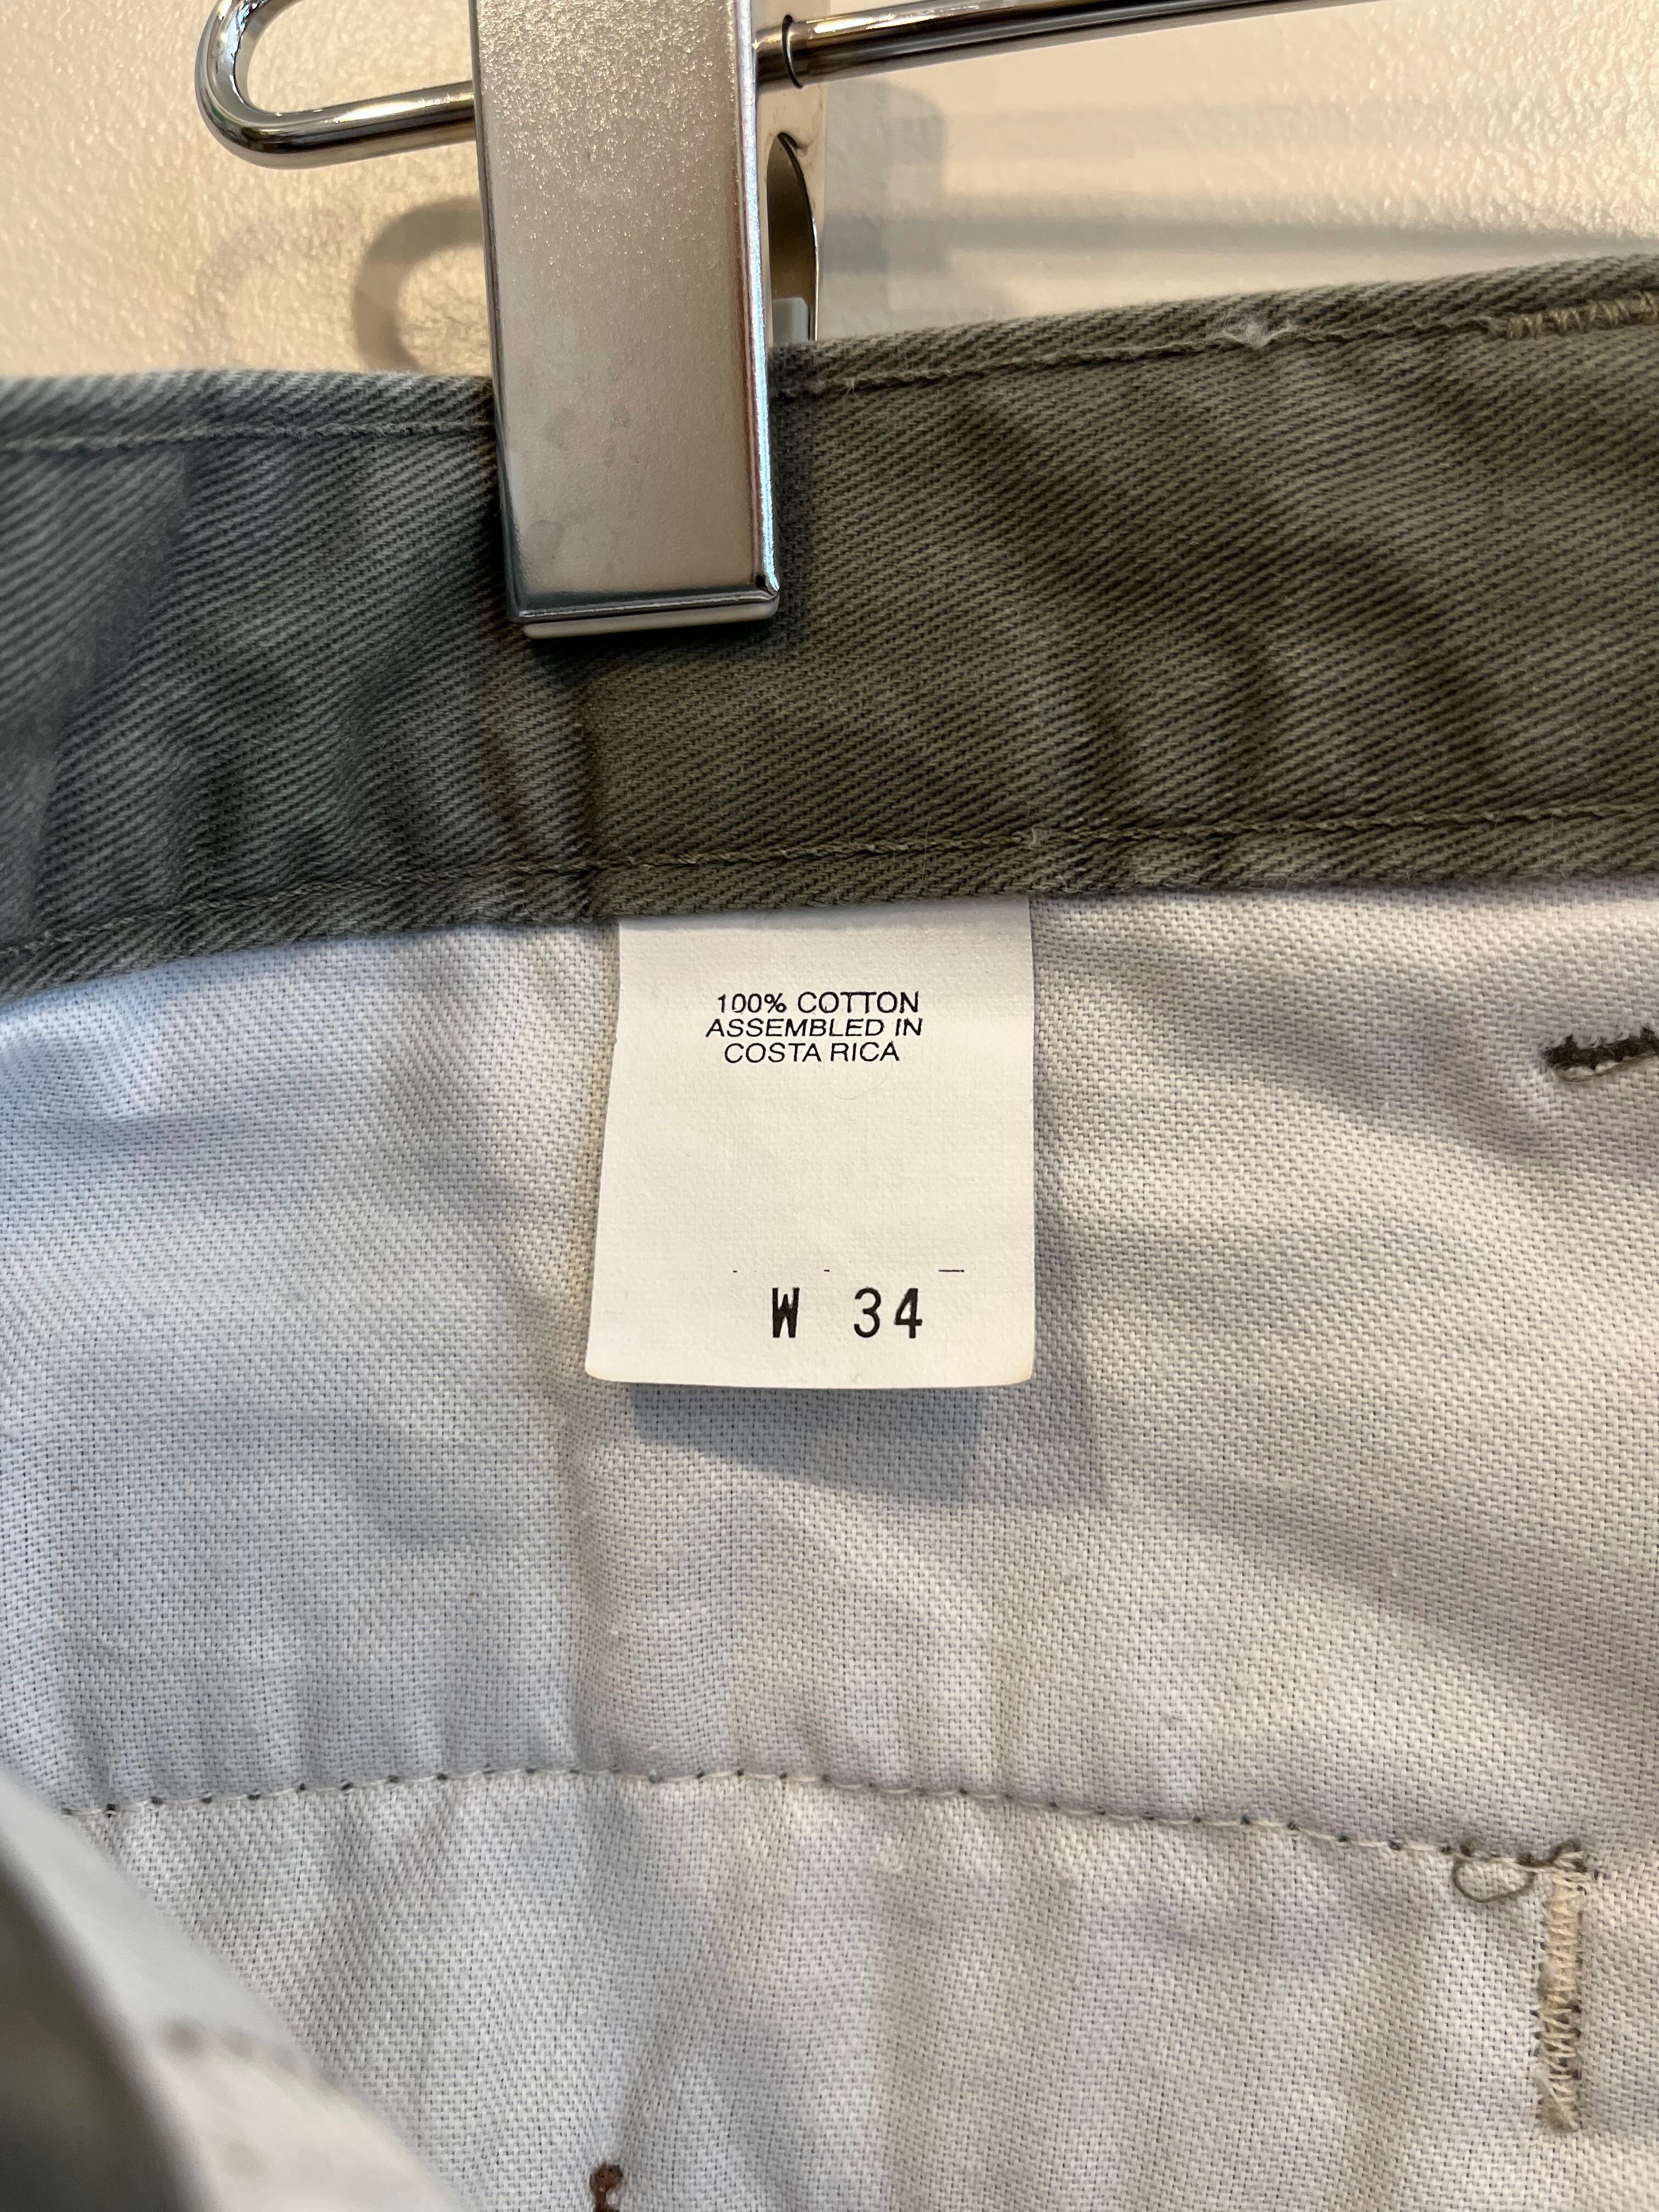 100% COTTON
ASSEMBLED IN
COSTA RICA
W 34